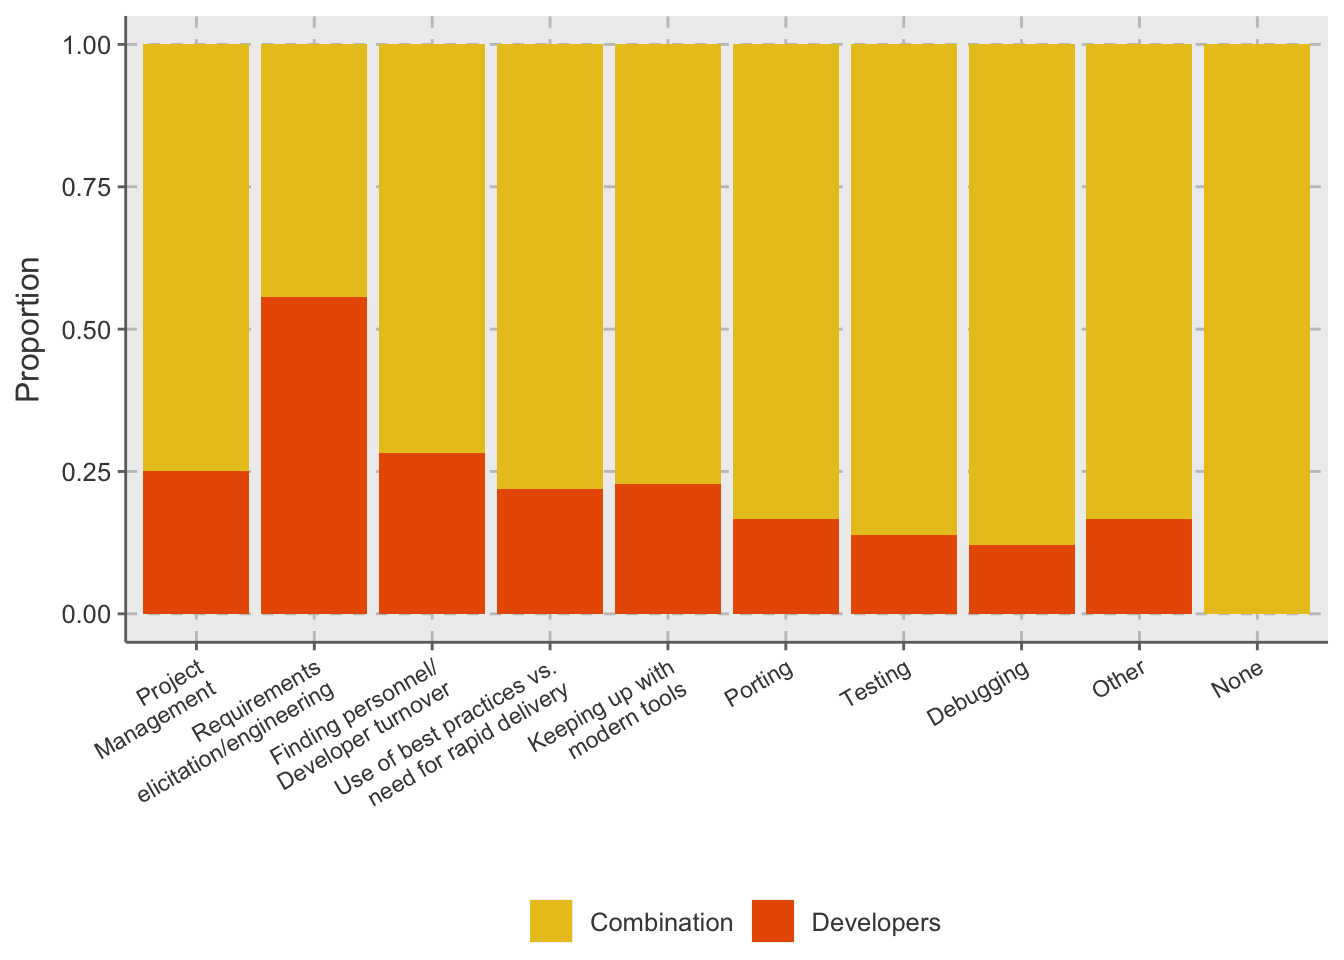 Proportion
1.00
0.75
0.50
0.25
0.00
Project
Management
Requirements
elicitation/engineering
Finding personnel/
Developer turnover
Use of best practices vs.
need for rapid delivery
Keeping up with
modern tools
Porting
Testing
Debugging
Other
None
Combination
Developers